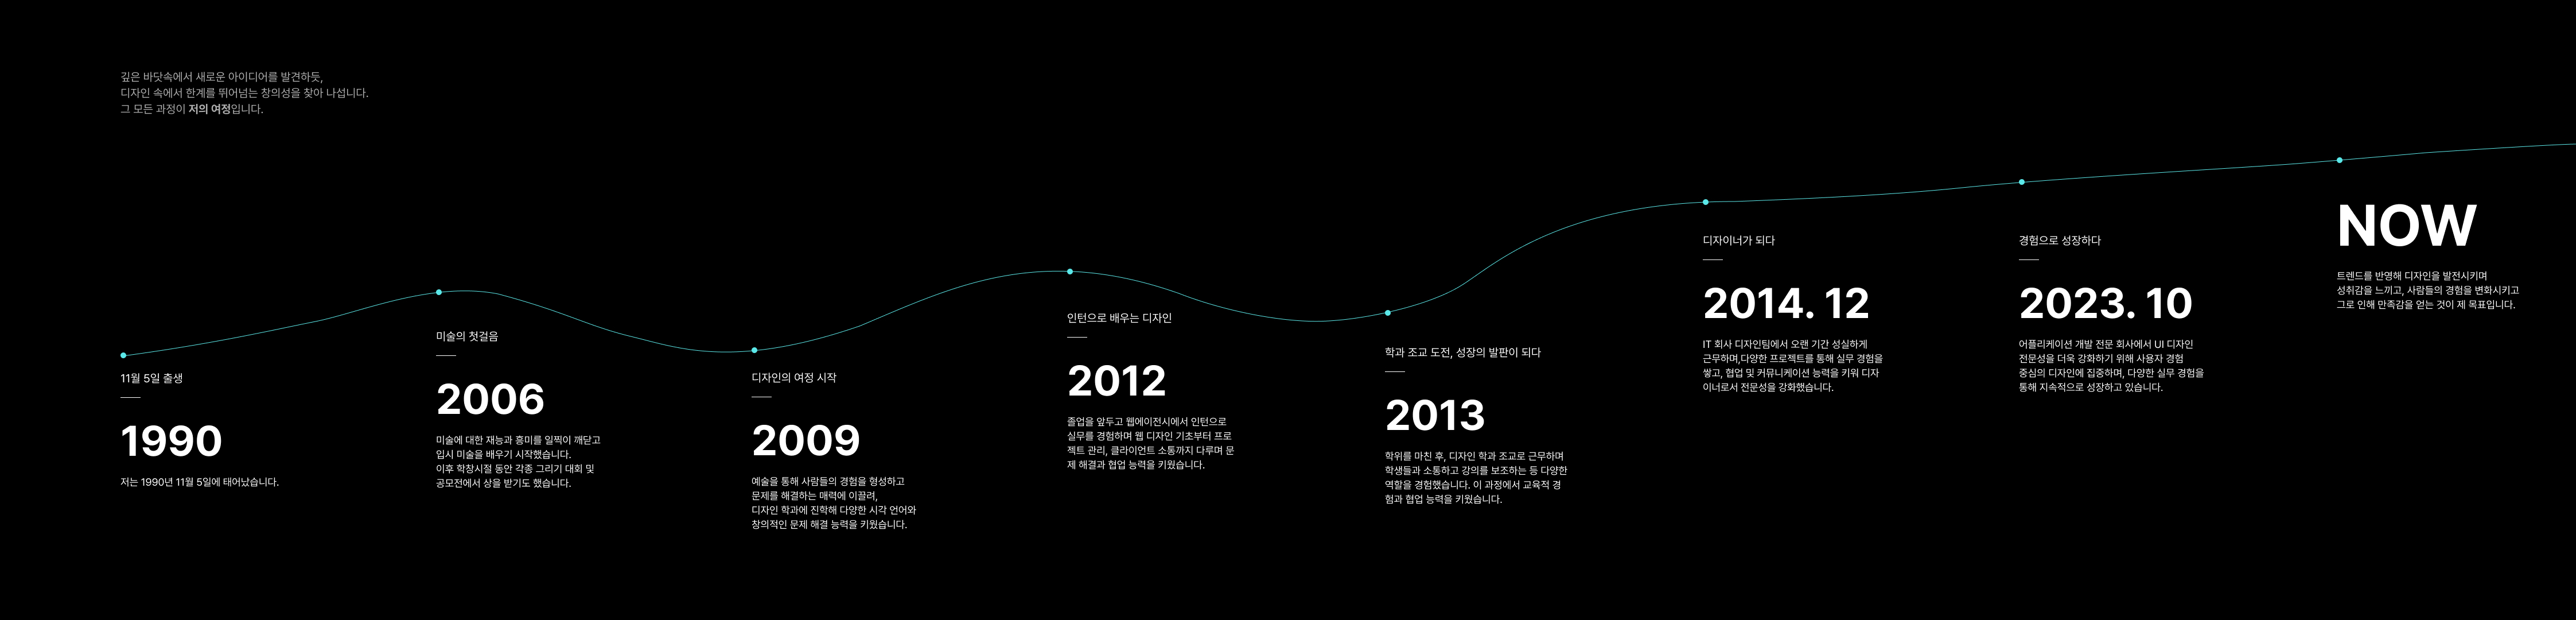 깊은 바닷속에서 새로운 아이디어를 발견하듯,
디자인 속에서 한계를 뛰어넘는 창의성을 찾아 나섭니다.
그 모든 과정이 저의 여정입니다.
11월 5일 출생
1990
저는 1990년 11월 5일에 태어났습니다.
미술의 첫걸음
2006
미술에 대한 재능과 흥미를 일찍이 깨닫고
입시 미술을 배우기 시작했습니다.
이후 학창시절 동안 각종 그리기 대회 및
공모전에서 상을 받기도 했습니다.
디자인의 여정 시작
2009
예술을 통해 사람들의 경험을 형성하고
문제를 해결하는 매력에 이끌려,
디자인 학과에 진학해 다양한 시각 언어와
창의적인 문제 해결 능력을 키웠습니다.
인턴으로 배우는 디자인
2012
졸업을 앞두고 웹에이전시에서 인턴으로
실무를 경험하며 웹 디자인 기초부터 프로
젝트 관리, 클라이언트 소통까지 다루며 문
제 해결과 협업 능력을 키웠습니다.
학과 조교 도전, 성장의 발판이 되다
2013
학위를 마친 후, 디자인 학과 조교로 근무하며
학생들과 소통하고 강의를 보조하는 등 다양한
역할을 경험했습니다. 이 과정에서 교육적 경
험과 협업 능력을 키웠습니다.
디자이너가 되다
2014. 12
IT 회사 디자인팀에서 오랜 기간 성실하게
근무하며,다양한 프로젝트를 통해 실무 경험을
쌓고, 협업 및 커뮤니케이션 능력을 키워 디자
이너로서 전문성을 강화했습니다.
경험으로 성장하다
2023. 10
어플리케이션 개발 전문 회사에서 UI 디자인
전문성을 더욱 강화하기 위해 사용자 경험
중심의 디자인에 집중하며, 다양한 실무 경험을
통해 지속적으로 성장하고 있습니다.
NOW
트렌드를 반영해 디자인을 발전시키며
성취감을 느끼고, 사람들의 경험을 변화시키고
그로 인해 만족감을 얻는 것이 제 목표입니다.